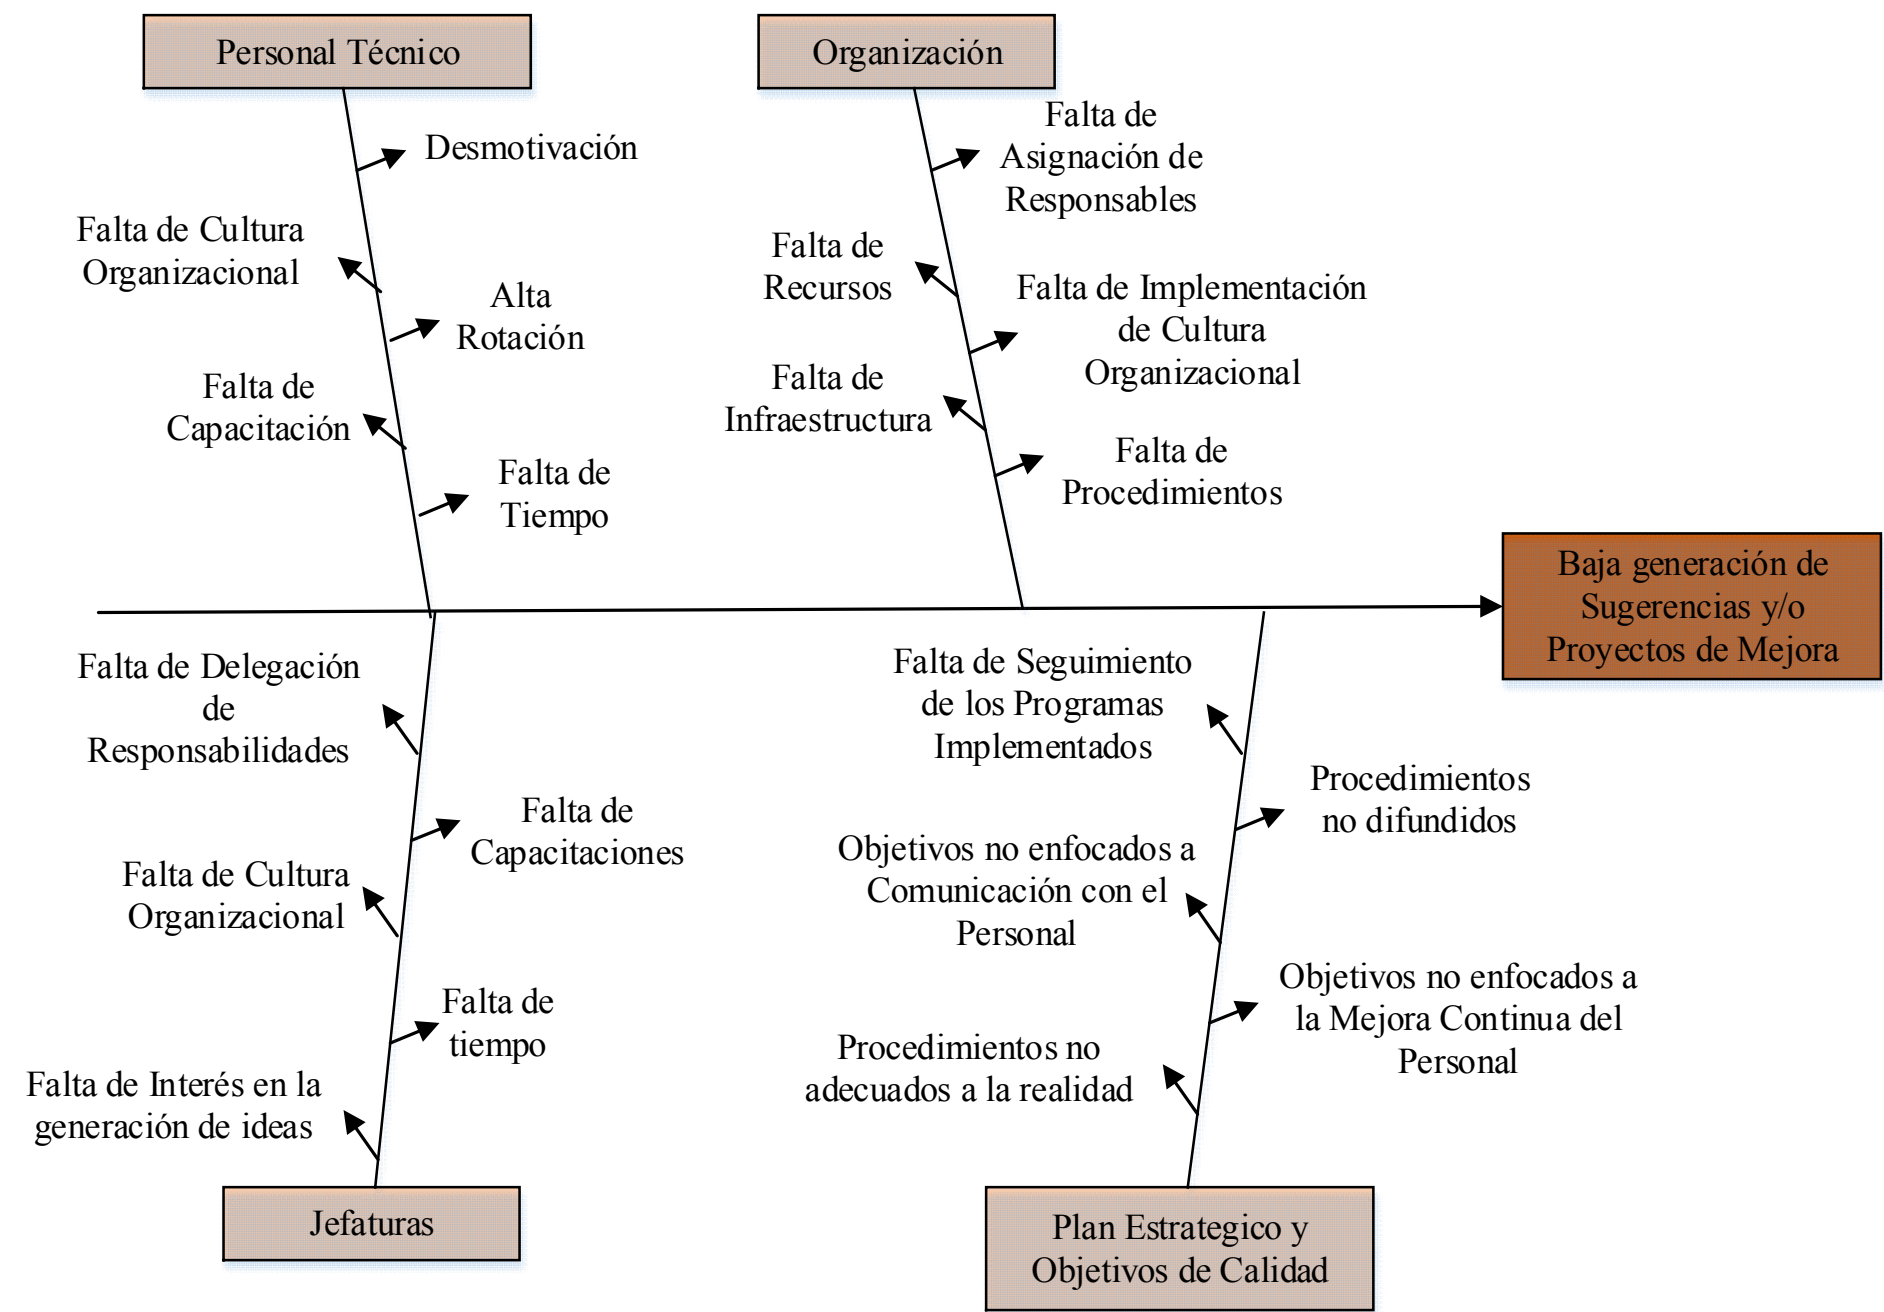 Personal Técnico
Organización
Desmotivación
Falta de Cultura
Organizacional
Alta
Rotación
Falta de
Capacitación
Falta de
Tiempo
Falta de
Asignación de
Responsables
Falta de
Recursos
Falta de Implementación
de Cultura
Organizacional
Falta de
Infraestructura
Falta de
Procedimientos
Baja generación de
Sugerencias y/o
Proyectos de Mejora
Falta de Delegación
de
Responsabilidades
Falta de
Capacitaciones
Falta de Cultura
Organizacional
Falta de
tiempo
Falta de Interés en la
generación de ideas
Falta de Seguimiento
de los Programas
Implementados
Procedimientos
no difundidos
Objetivos no enfocados a
Comunicación con el
Personal
Objetivos no enfocados a
la Mejora Continua del
Personal
Procedimientos no
adecuados a la realidad
Jefaturas
Plan Estrategico y
Objetivos de Calidad